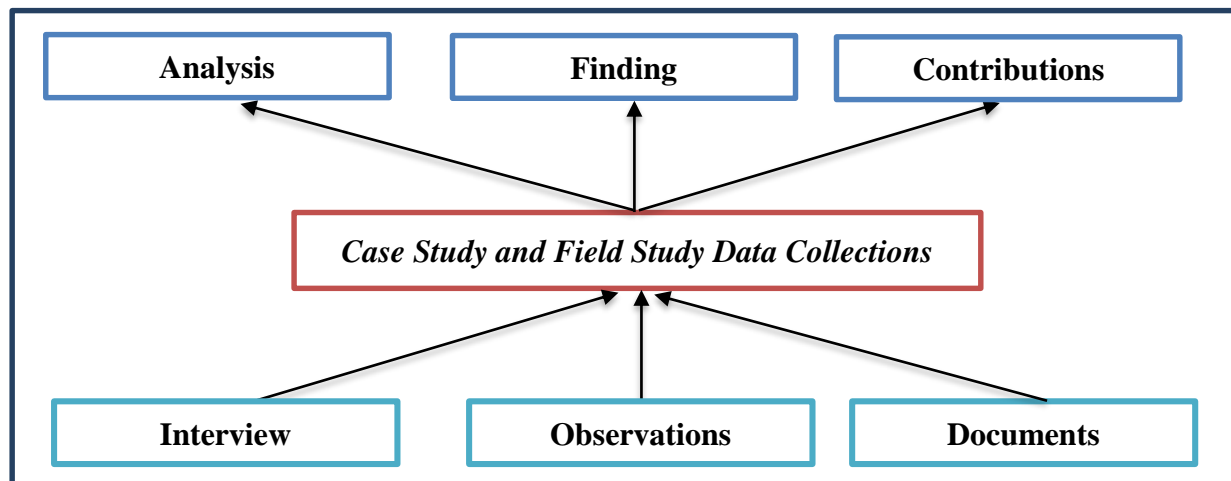 Analysis
Finding
Contributions
Case Study and Field Study Data Collections
Interview
Observations
Documents